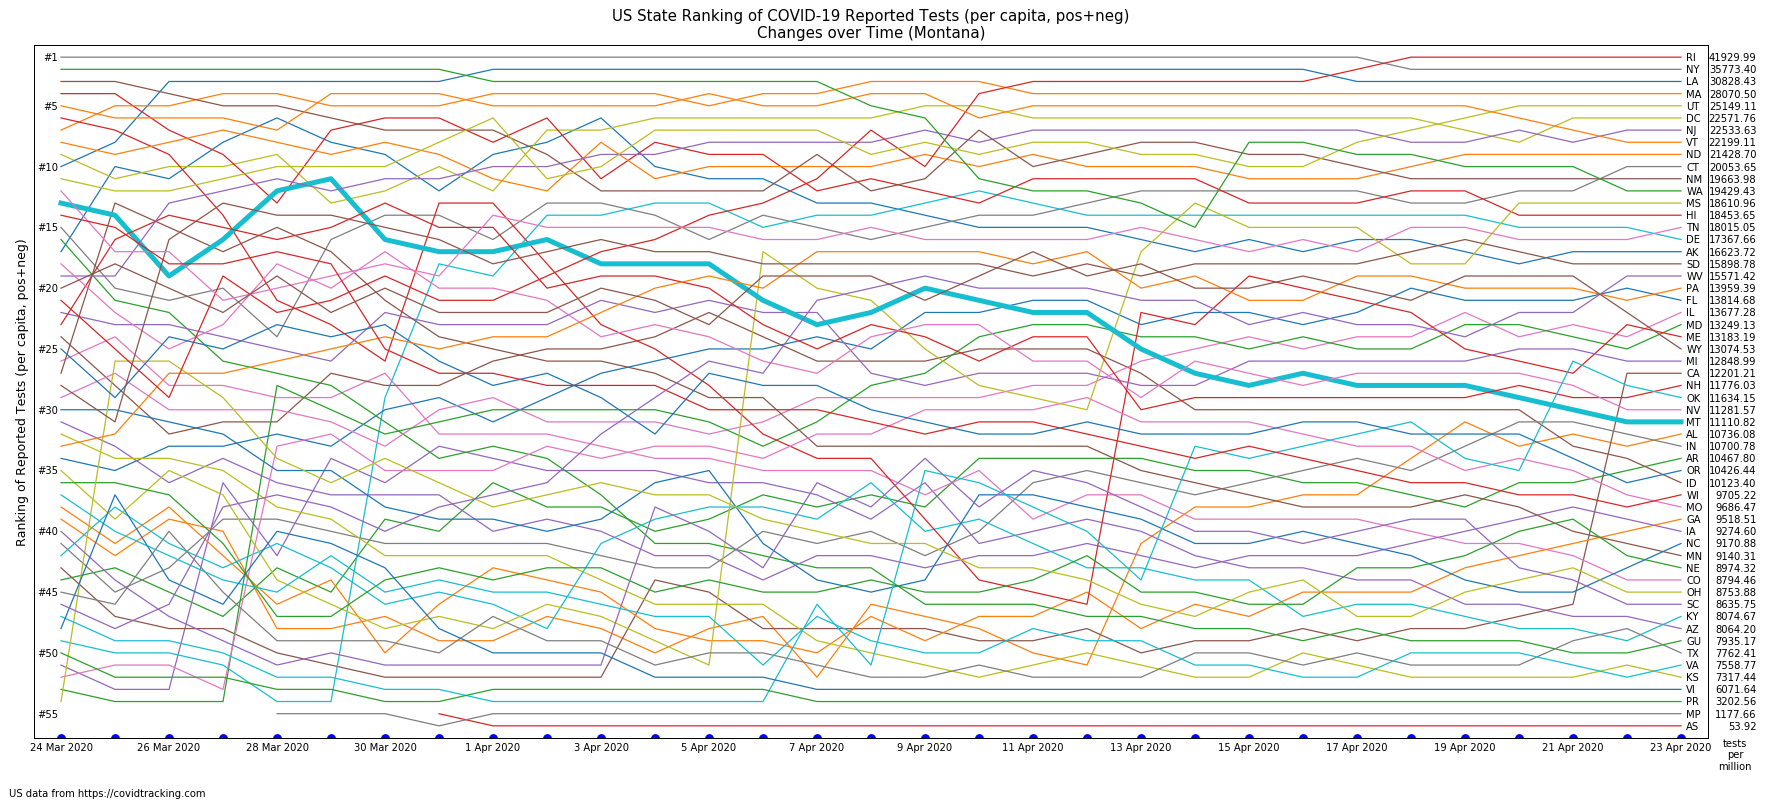 US State Ranking of COVID-19 Reported Tests (per capita, pos+neg)
Changes over Time (Montana)
Ranking of Reported Tests (per capita, pos+neg)
#1
#5
#10
#15
#20
#25
#30
#35
#40
#45
#50
#55
RI 41929.99
NY 35773.40
LA 30828.43
MA 28070.50
UT 25149.11
DC 22571.76
NJ 22533.63
VT 22199.11
ND 21428.70
CT 20053.65
NM 19663.98
WA 19429.43
MS 18610.96
HI 18453.65
TN 18015.05
DE 17367.66
AK 16623.72
SD 15898.78
WV 15571.42
PA 13959.39
FL 13814.68
IL 13677.28
MD 13249.13
ME 13183.19
WY 13074.53
MI 12848.99
CA 12201.21
NH 11776.03
OK 11634.15
NV 11281.57
MT 11110.82
AL 10736.08
IN 10700.78
AR 10467.80
OR 10426.44
ID 10123.40
WI 9705.22
MO 9686.47
GA 9518.51
IA 9274.60
NC 9170.88
MN 9140.31
NE 8974.32
CO 8794.46
OH 8753.88
SC 8635.75
KY 8074.67
AZ 8064.20
GU 7935.17
TX 7762.41
VA 7558.77
KS 7317.44
VI 6071.64
PR 3202.56
MP 1177.66
AS 53.92
24 Mar 2020 26 Mar 2020 28 Mar 2020 30 Mar 2020 1 Apr 2020 3 Apr 2020 5 Apr 2020 7 Apr 2020 9 Apr 2020 11 Apr 2020 13 Apr 2020 15 Apr 2020 17 Apr 2020 19 Apr 2020 21 Apr 2020 23 Apr 2020
tests
per
million
US data from https://covidtracking.com